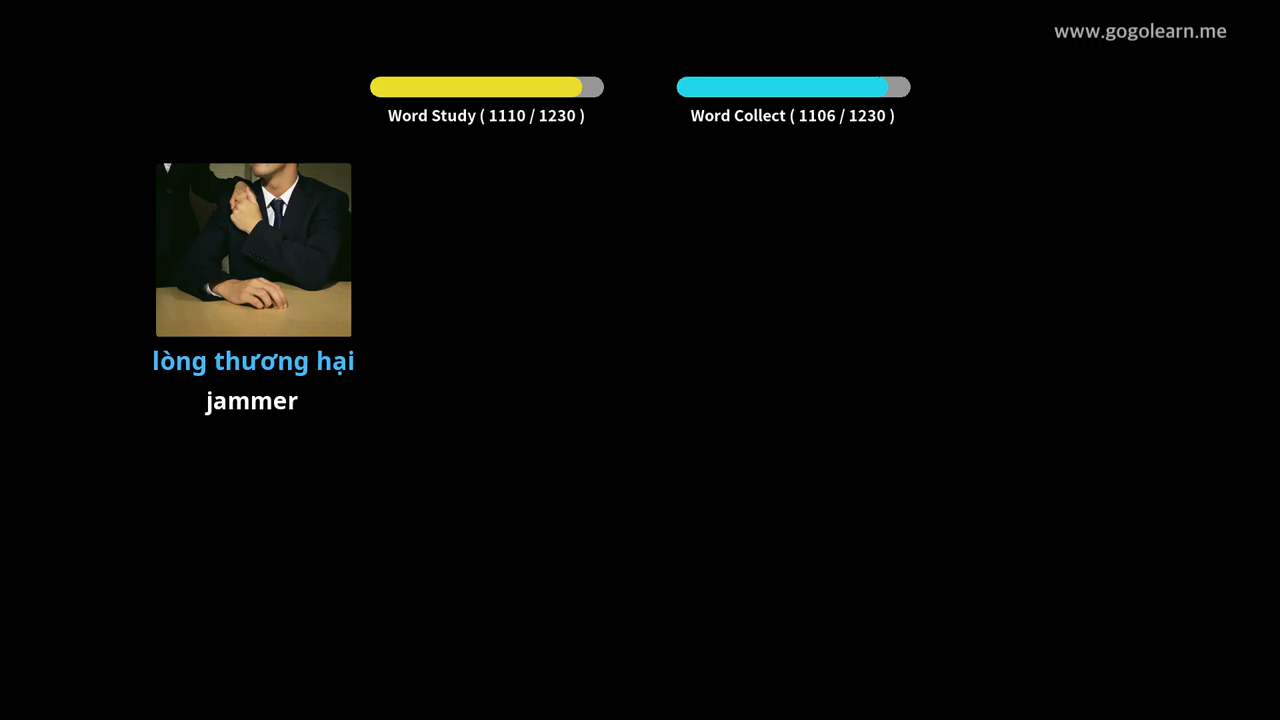 www.gogolearn.me
Word Study ( 1110 / 1230 )
Word Collect ( 1106 / 1230 )
lòng thương hại
jammer